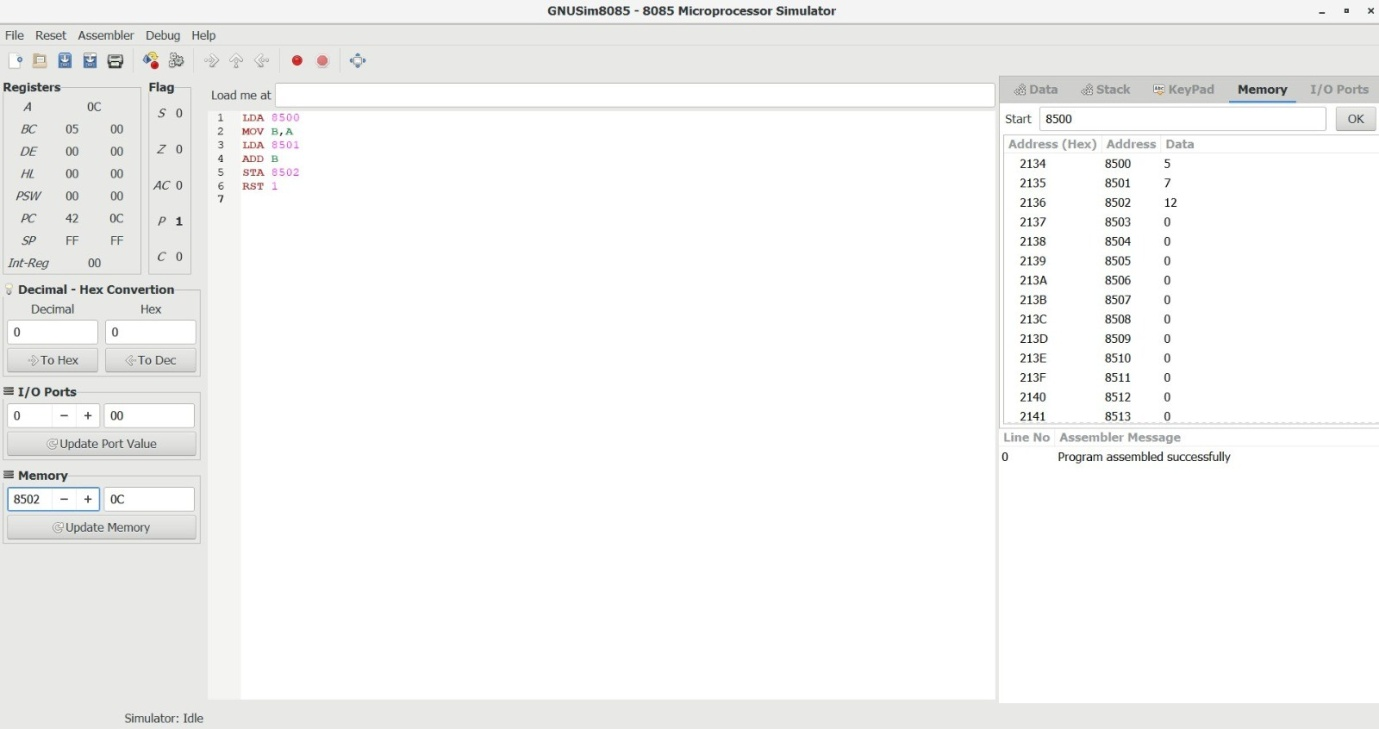 GNUSim8085 - 8085 Microprocessor Simulator
File Reset Assembler Debug Help
Registers
A 0C
BC 05 00
DE 00 00
HL 00 00
PSW 00 00
PC 42 0C
SP FF FF
Int-Reg 00
Flag
S 0
Z 0
AC 0
P 1
C 0
Decimal - Hex Convertion
Decimal Hex
0 0
To Hex To Dec
I/O Ports
0 − + 00
Update Port Value
Memory
8502 − + 0C
Update Memory
Load me at
1 LDA 8500
2 MOV B,A
3 LDA 8501
4 ADD B
5 STA 8502
6 RST 1
7
Data Stack KeyPad Memory I/O Ports
Start 8500 OK
Address (Hex) Address Data
2134 8500 5
2135 8501 7
2136 8502 12
2137 8503 0
2138 8504 0
2139 8505 0
213A 8506 0
213B 8507 0
213C 8508 0
213D 8509 0
213E 8510 0
213F 8511 0
2140 8512 0
2141 8513 0
Line No Assembler Message
0 Program assembled successfully
Simulator: Idle